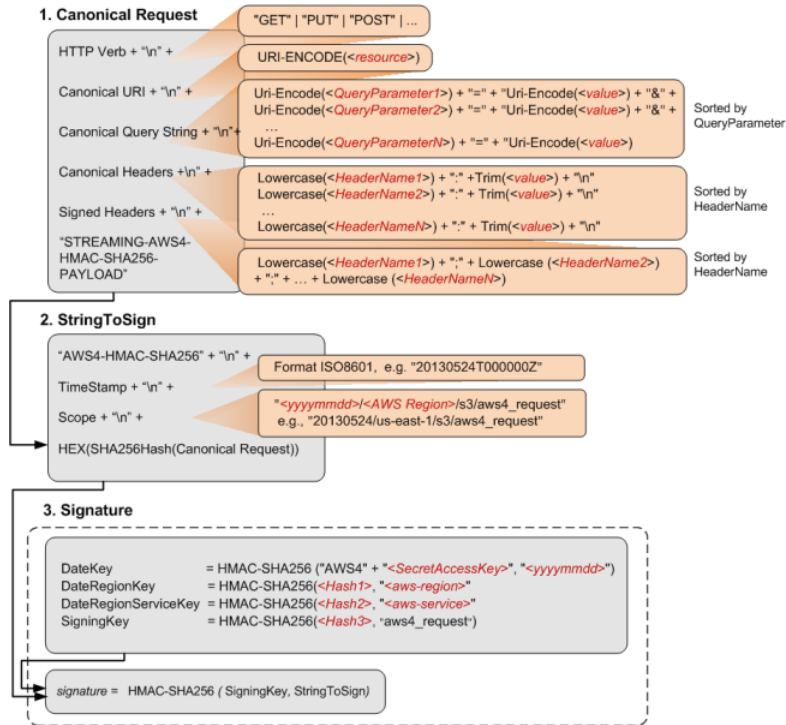 1. Canonical Request
HTTP Verb + "\n" +
"GET" | "PUT" | "POST" | ...
Canonical URI + "\n" +
URI-ENCODE(<resource>)
Canonical Query String + "\n"+
Uri-Encode(<QueryParameter1>) + "=" + "Uri-Encode(<value>) + "&" +
Uri-Encode(<QueryParameter2>) + "=" + "Uri-Encode(<value>) + "&" +
...
Uri-Encode(<QueryParameterN>) + "=" + "Uri-Encode(<value>)
Sorted by
QueryParameter
Canonical Headers +\n" +
Lowercase(<HeaderName1>) + ":" +Trim(<value>) + "\n"
Lowercase(<HeaderName2>) + ":" + Trim(<value>) + "\n"
...
Lowercase(<HeaderNameN>) + ":" + Trim(<value>) + "\n"
Sorted by
HeaderName
Signed Headers + "\n" +
Lowercase(<HeaderName1>) + ";" + Lowercase (<HeaderName2>)
+ ";" + ... + Lowercase (<HeaderNameN>)
Sorted by
HeaderName
"STREAMING-AWS4-
HMAC-SHA256-
PAYLOAD"
2. StringToSign
"AWS4-HMAC-SHA256" + "\n" +
TimeStamp + "\n" +
Format ISO8601, e.g. "20130524T000000Z"
Scope + "\n" +
"<yyyymmdd>/<AWS Region>/s3/aws4_request"
e.g., "20130524/us-east-1/s3/aws4_request"
HEX(SHA256Hash(Canonical Request))
3. Signature
DateKey = HMAC-SHA256 ("AWS4" + "<SecretAccessKey>", "<yyyymmdd>")
DateRegionKey = HMAC-SHA256(<Hash1>, "<aws-region>"
DateRegionServiceKey = HMAC-SHA256(<Hash2>, "<aws-service>"
SigningKey = HMAC-SHA256(<Hash3>, "aws4_request")
signature = HMAC-SHA256 ( SigningKey, StringToSign)